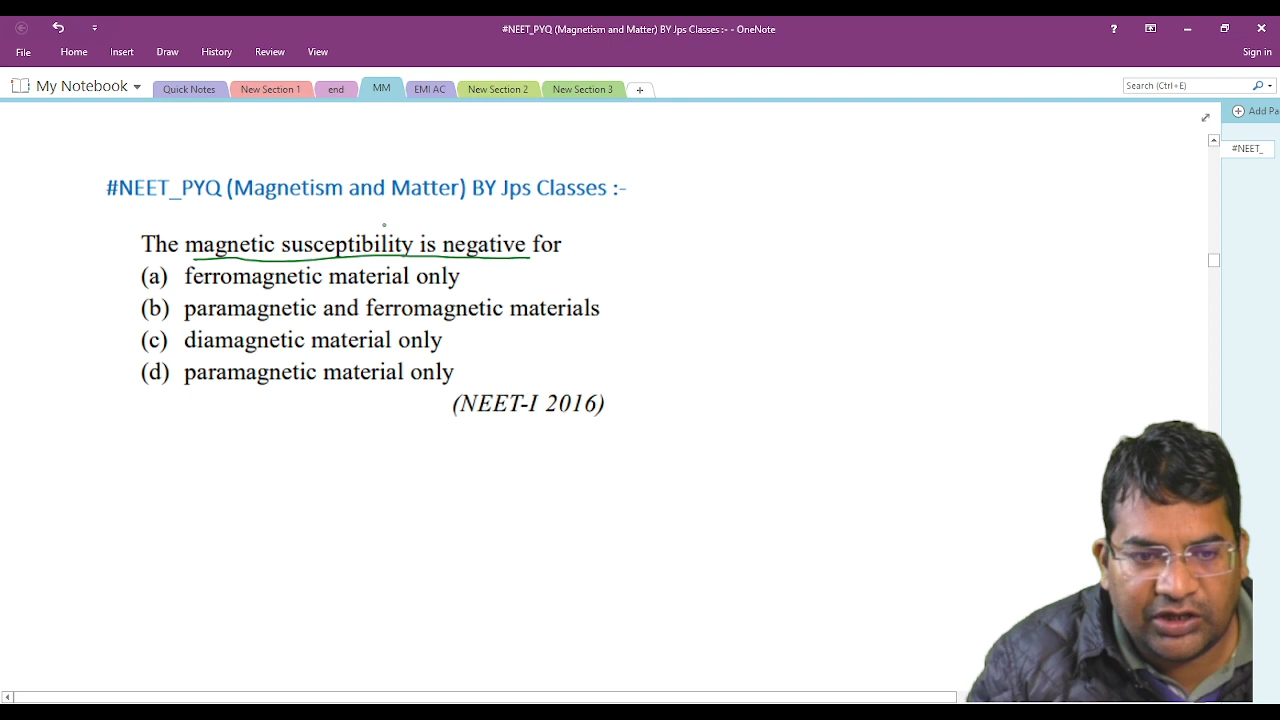 #NEET_PYQ (Magnetism and Matter) BY Jps Classes :- - OneNote
?
File Home Insert Draw History Review View
Sign in
My Notebook Quick Notes New Section 1 end MM EMI AC New Section 2 New Section 3 +
Search (Ctrl+E)
Add Pa
#NEET_
#NEET_PYQ (Magnetism and Matter) BY Jps Classes :-
The magnetic susceptibility is negative for
(a) ferromagnetic material only
(b) paramagnetic and ferromagnetic materials
(c) diamagnetic material only
(d) paramagnetic material only
(NEET-I 2016)